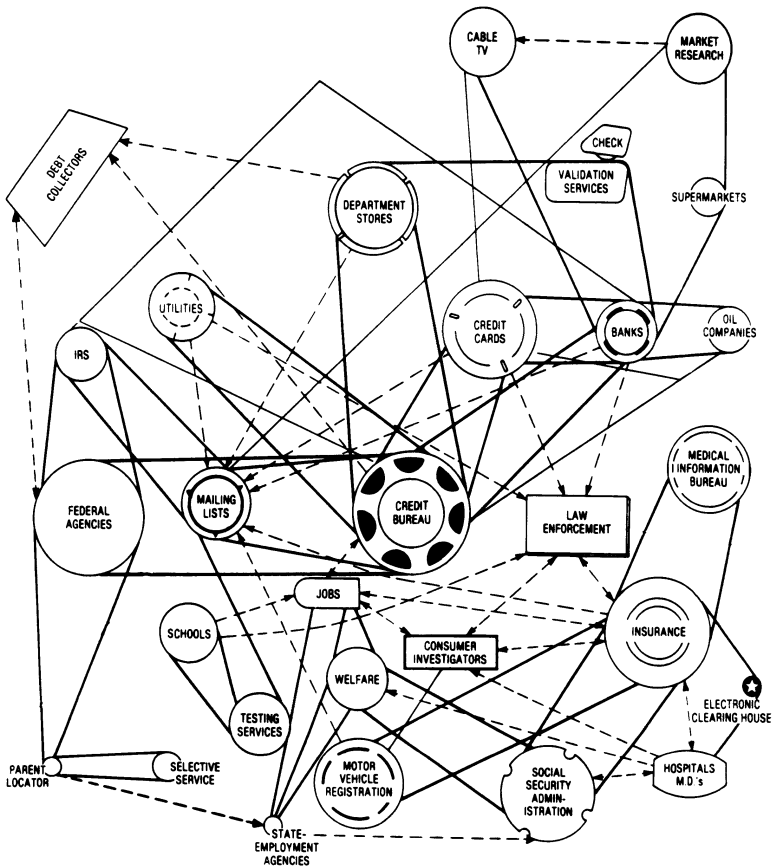 CABLE
TV
MARKET
RESEARCH
DEBT
COLLECTORS
CHECK
VALIDATION
SERVICES
DEPARTMENT
STORES
SUPERMARKETS
UTILITIES
CREDIT
CARDS
BANKS
OIL
COMPANIES
IRS
MEDICAL
INFORMATION
BUREAU
FEDERAL
AGENCIES
MAILING
LISTS
CREDIT
BUREAU
LAW
ENFORCEMENT
JOBS
SCHOOLS
CONSUMER
INVESTIGATORS
INSURANCE
WELFARE
TESTING
SERVICES
ELECTRONIC
CLEARING HOUSE
PARENT
LOCATOR
SELECTIVE
SERVICE
MOTOR
VEHICLE
REGISTRATION
SOCIAL
SECURITY
ADMIN-
ISTRATION
HOSPITALS
M.D.'s
STATE-
EMPLOYMENT
AGENCIES